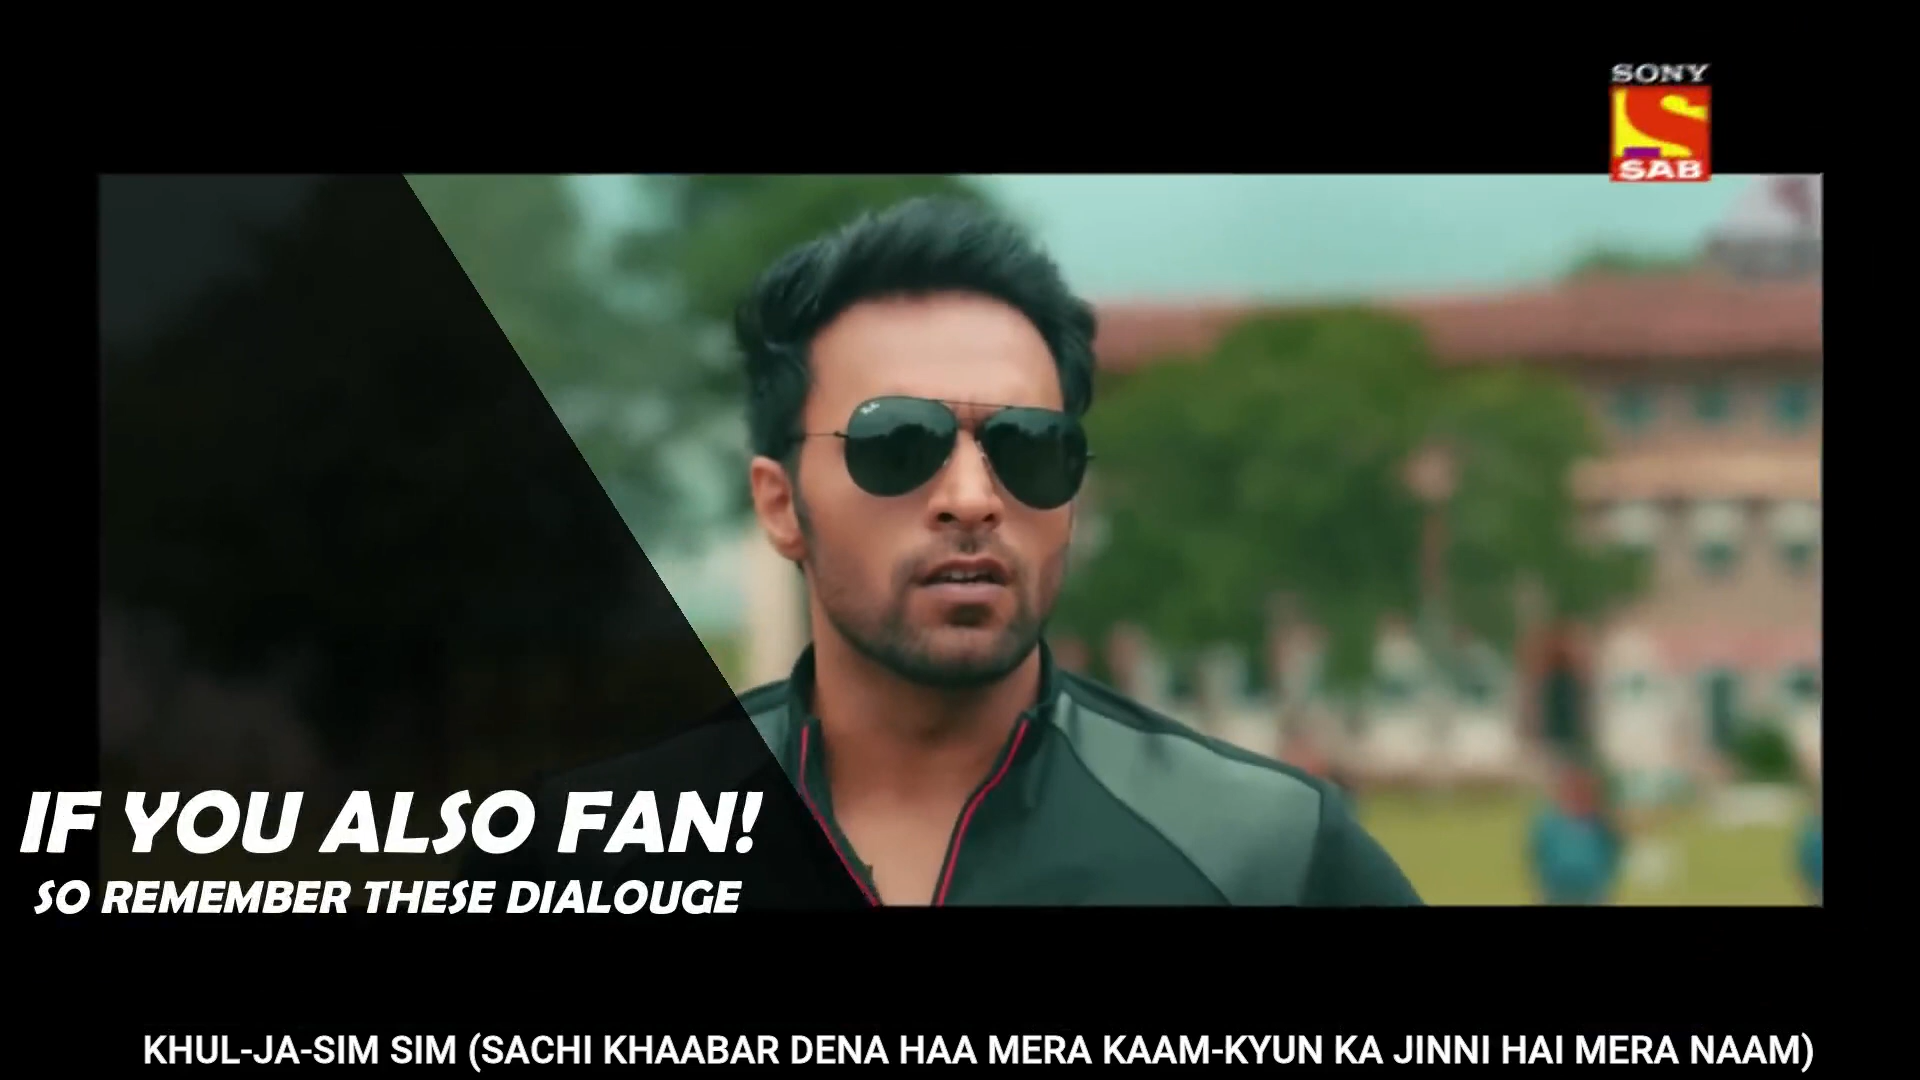 SONY
SAB
IF YOU ALSO FAN!
SO REMEMBER THESE DIALOUGE
KHUL-JA-SIM SIM (SACHI KHAABAR DENA HAA MERA KAAM-KYUN KA JINNI HAI MERA NAAM)